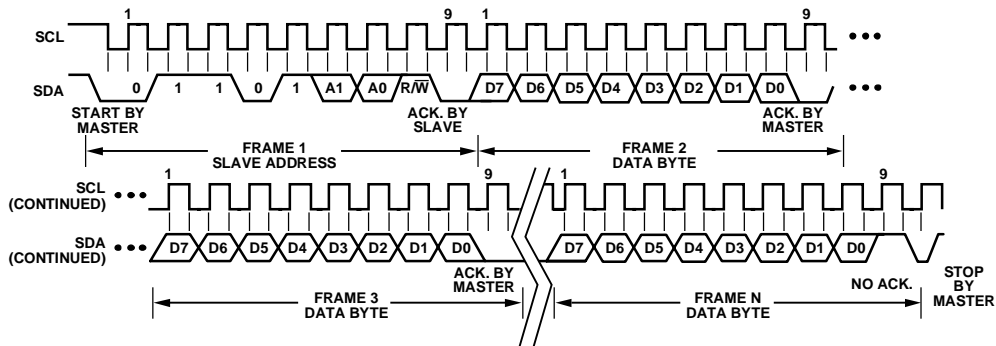 1 9 1 9
SCL
SDA 0 1 1 0 1 A1 A0 R/W̅ D7 D6 D5 D4 D3 D2 D1 D0
START BY MASTER
ACK. BY SLAVE
ACK. BY MASTER
FRAME 1
SLAVE ADDRESS
FRAME 2
DATA BYTE
1 9 1 9
SCL
(CONTINUED)
SDA
(CONTINUED) D7 D6 D5 D4 D3 D2 D1 D0 D7 D6 D5 D4 D3 D2 D1 D0
ACK. BY
MASTER
NO ACK.
STOP
BY
MASTER
FRAME 3
DATA BYTE
FRAME N
DATA BYTE